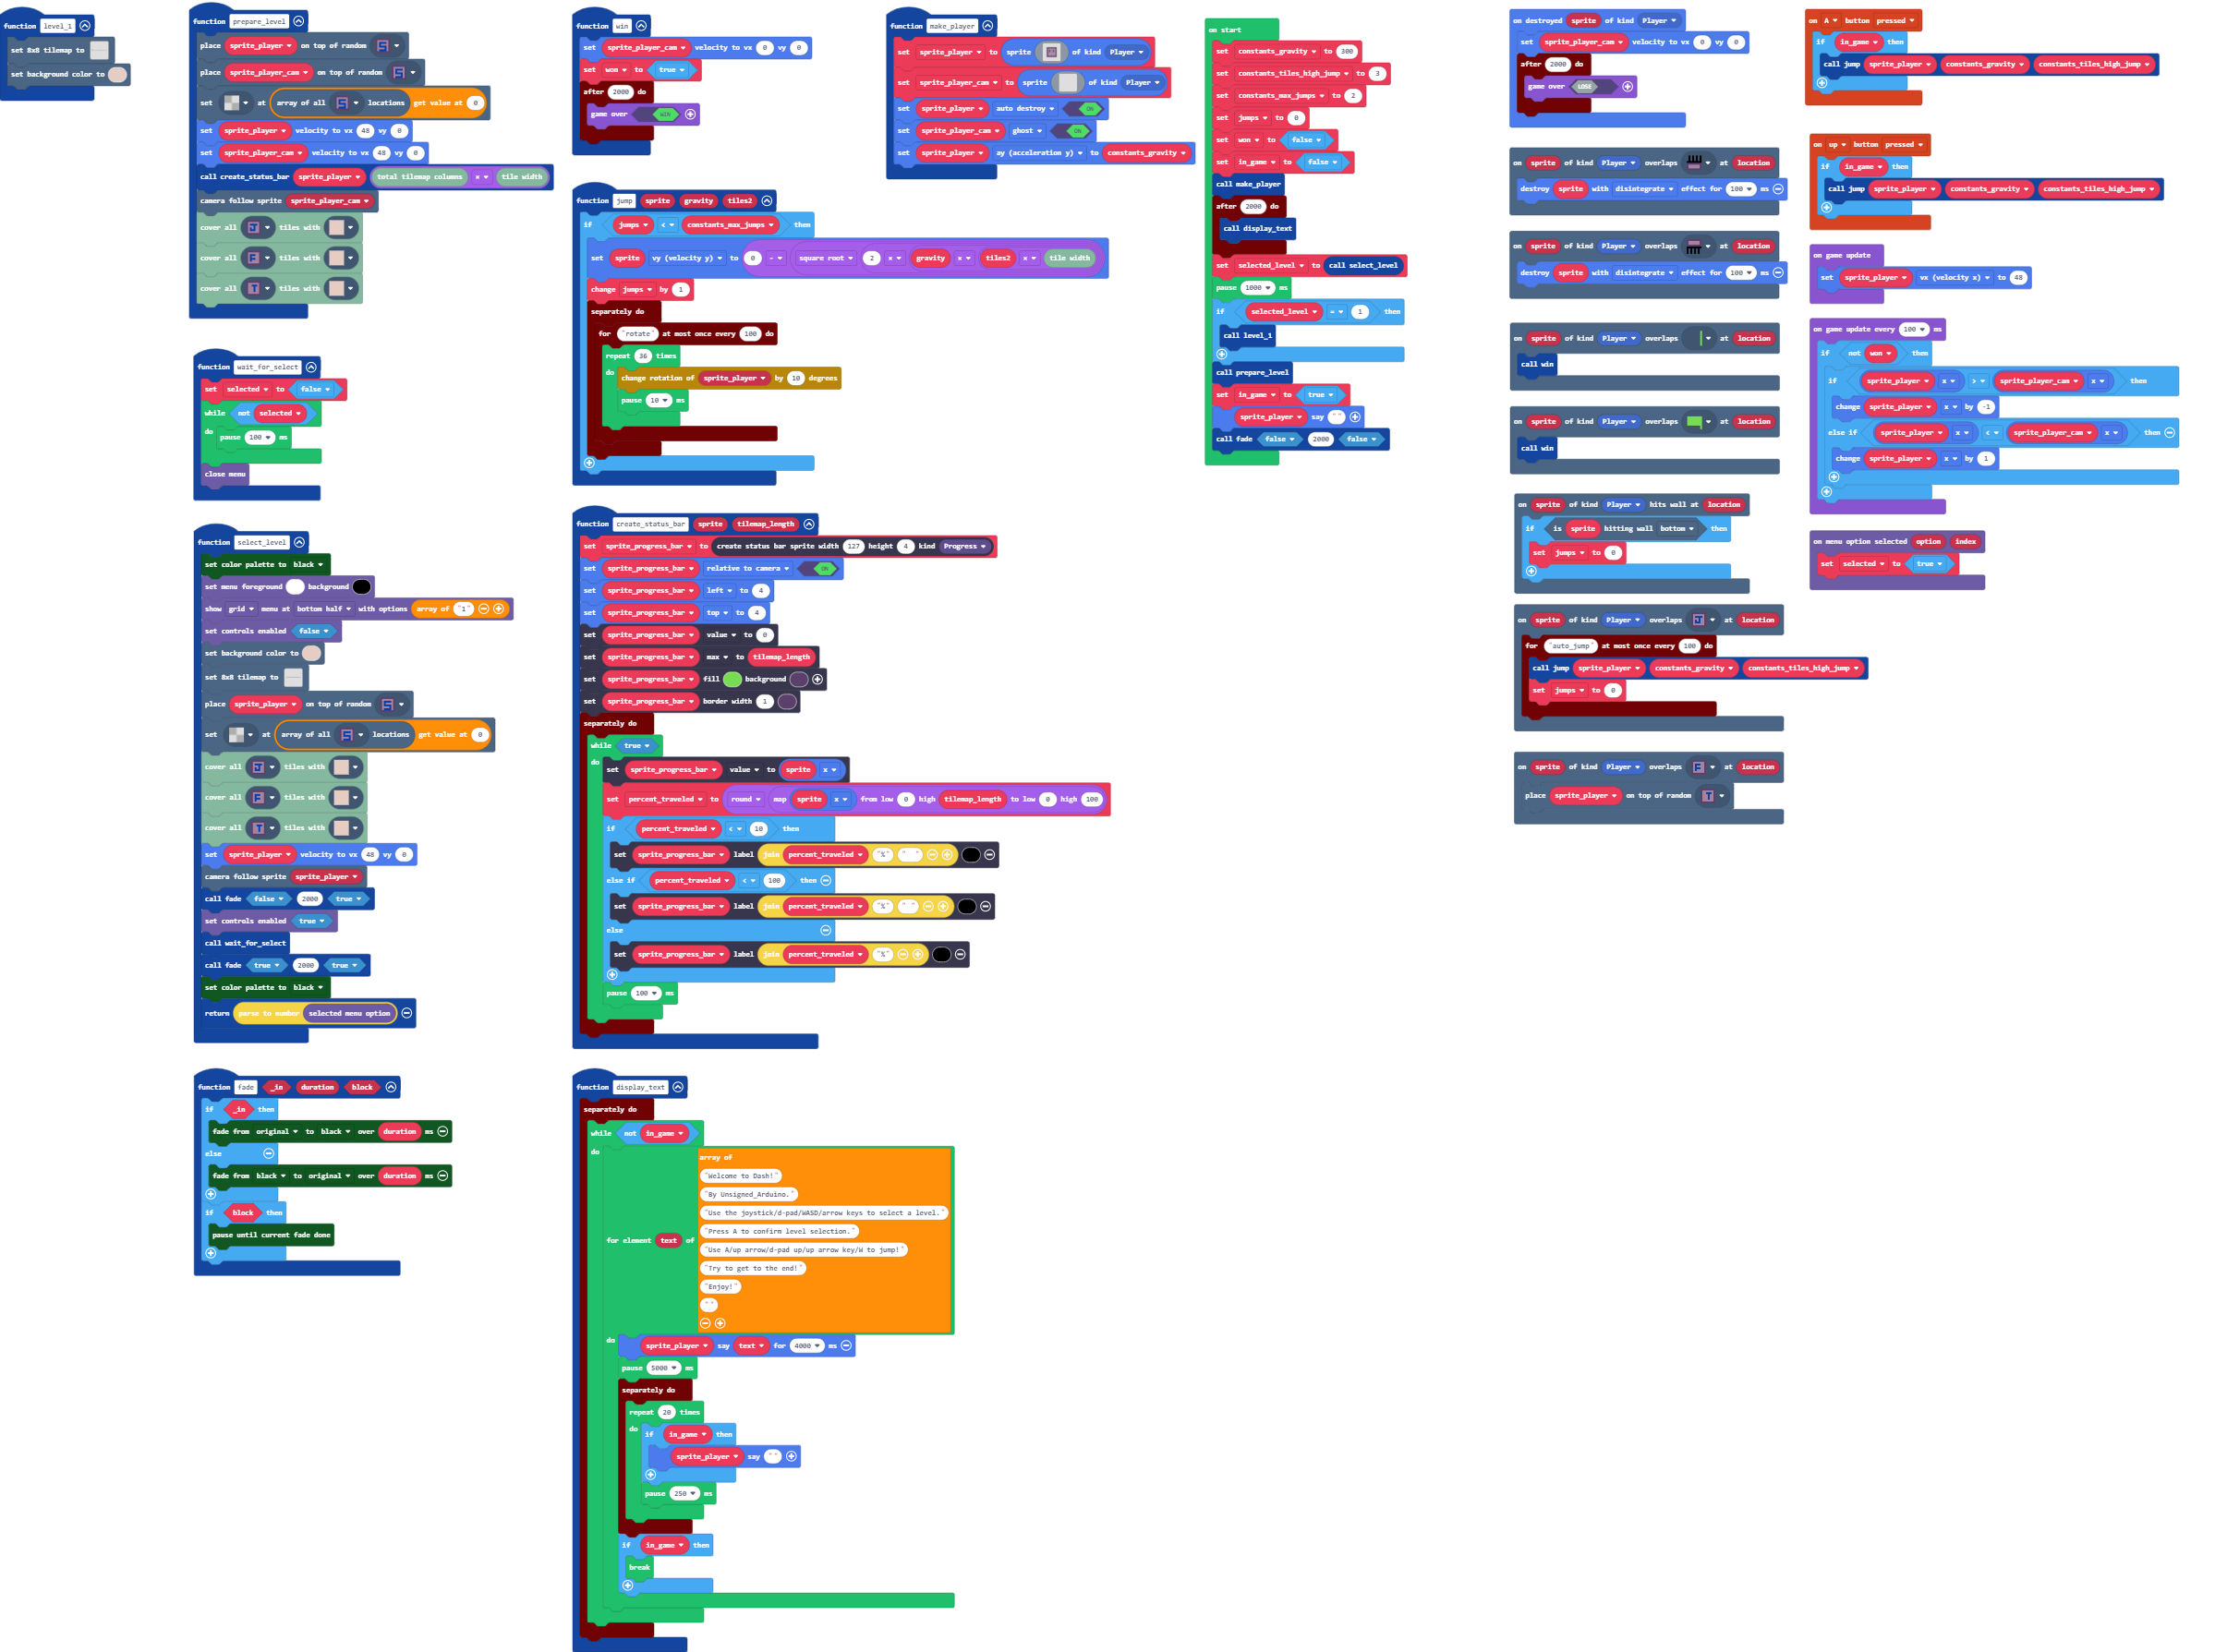 function level_1
set 8x8 tilemap to
set background color to
function prepare_level
place sprite_player on top of random
place sprite_player_cam on top of random
set at array of all locations get value at 0
set sprite_player velocity to vx 48 vy 0
set sprite_player_cam velocity to vx 48 vy 0
call create_status_bar sprite_player total tilemap columns × tile width
camera follow sprite sprite_player_cam
cover all J tiles with
cover all F tiles with
cover all T tiles with
function wait_for_select
set selected to false
while not selected
do pause 100 ms
close menu
function select_level
set color palette to black
set menu foreground background
show grid menu at bottom half with options array of "1"
set controls enabled false
set background color to
set 8x8 tilemap to
place sprite_player on top of random
set at array of all locations get value at 0
cover all J tiles with
cover all F tiles with
cover all T tiles with
set sprite_player velocity to vx 48 vy 0
camera follow sprite sprite_player
call fade false 2000 true
set controls enabled true
call wait_for_select
call fade true 2000 true
set color palette to black
return parse to number selected menu option
function fade _in duration block
if _in then
fade from original to black over duration ms
else
fade from black to original over duration ms
if block then
pause until current fade done
function win
set sprite_player_cam velocity to vx 0 vy 0
set won to true
after 2000 do
game over WIN
function jump sprite gravity tiles2
if jumps < constants_max_jumps then
set sprite vy (velocity y) to 0 - square root 2 × gravity × tiles2 × tile width
change jumps by 1
separately do
for "rotate" at most once every 100 do
repeat 36 times
do change rotation of sprite_player by 10 degrees
pause 10 ms
function create_status_bar sprite tilemap_length
set sprite_progress_bar to create status bar sprite width 127 height 4 kind Progress
set sprite_progress_bar relative to camera ON
set sprite_progress_bar left to 4
set sprite_progress_bar top to 4
set sprite_progress_bar value to 0
set sprite_progress_bar max to tilemap_length
set sprite_progress_bar fill background
set sprite_progress_bar border width 1
separately do
while true
do set sprite_progress_bar value to sprite x
set percent_traveled to round map sprite x from low 0 high tilemap_length to low 0 high 100
if percent_traveled < 10 then
set sprite_progress_bar label join percent_traveled "%" "  "
else if percent_traveled < 100 then
set sprite_progress_bar label join percent_traveled "%" " "
else
set sprite_progress_bar label join percent_traveled "%"
pause 100 ms
function display_text
separately do
while not in_game
do
for element text of
array of
"Welcome to Dash!"
"By Unsigned_Arduino."
"Use the joystick/d-pad/WASD/arrow keys to select a level."
"Press A to confirm level selection."
"Use A/up arrow/d-pad up/up arrow key/W to jump!"
"Try to get to the end!"
"Enjoy!"
" "
do sprite_player say text for 4000 ms
pause 5000 ms
separately do
repeat 20 times
do if in_game then
sprite_player say " "
pause 250 ms
if in_game then
break
function make_player
set sprite_player to sprite of kind Player
set sprite_player_cam to sprite of kind Player
set sprite_player auto destroy ON
set sprite_player_cam ghost ON
set sprite_player ay (acceleration y) to constants_gravity
on start
set constants_gravity to 300
set constants_tiles_high_jump to 3
set constants_max_jumps to 2
set jumps to 0
set won to false
set in_game to false
call make_player
after 2000 do
call display_text
set selected_level to call select_level
pause 1000 ms
if selected_level = 1 then
call level_1
call prepare_level
set in_game to true
sprite_player say " "
call fade false 2000 false
on destroyed sprite of kind Player
set sprite_player_cam velocity to vx 0 vy 0
after 2000 do
game over LOSE
on sprite of kind Player overlaps at location
destroy sprite with disintegrate effect for 100 ms
on sprite of kind Player overlaps at location
destroy sprite with disintegrate effect for 100 ms
on sprite of kind Player overlaps at location
call win
on sprite of kind Player overlaps at location
call win
on sprite of kind Player hits wall at location
if is sprite hitting wall bottom then
set jumps to 0
on sprite of kind Player overlaps J at location
for "auto_jump" at most once every 100 do
call jump sprite_player constants_gravity constants_tiles_high_jump
set jumps to 0
on sprite of kind Player overlaps F at location
place sprite_player on top of random T
on A button pressed
if in_game then
call jump sprite_player constants_gravity constants_tiles_high_jump
on up button pressed
if in_game then
call jump sprite_player constants_gravity constants_tiles_high_jump
on game update
set sprite_player vx (velocity x) to 48
on game update every 100 ms
if not won then
if sprite_player x > sprite_player_cam x then
change sprite_player x by -1
else if sprite_player x < sprite_player_cam x then
change sprite_player x by 1
on menu option selected option index
set selected to true